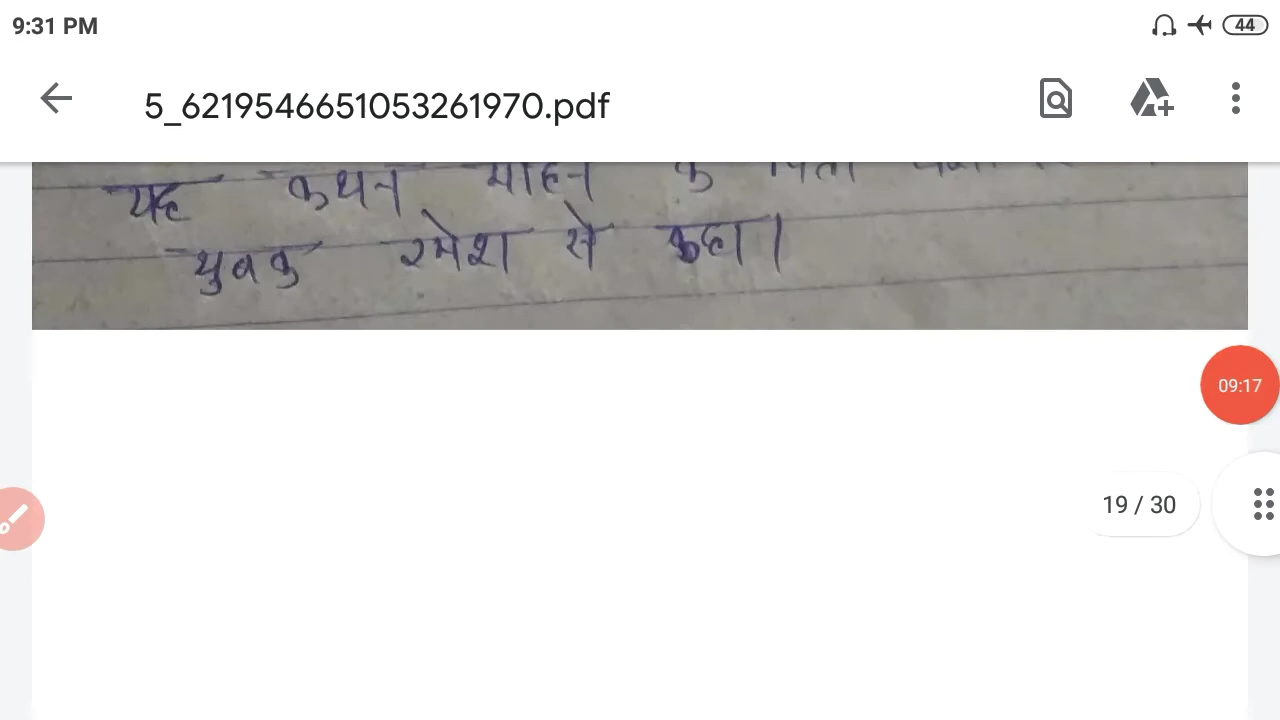 9:31 PM
44
5_6219546651053261970.pdf
यह कथन मोहन के पिता
युवक रमेश से कहा।
09:17
19 / 30